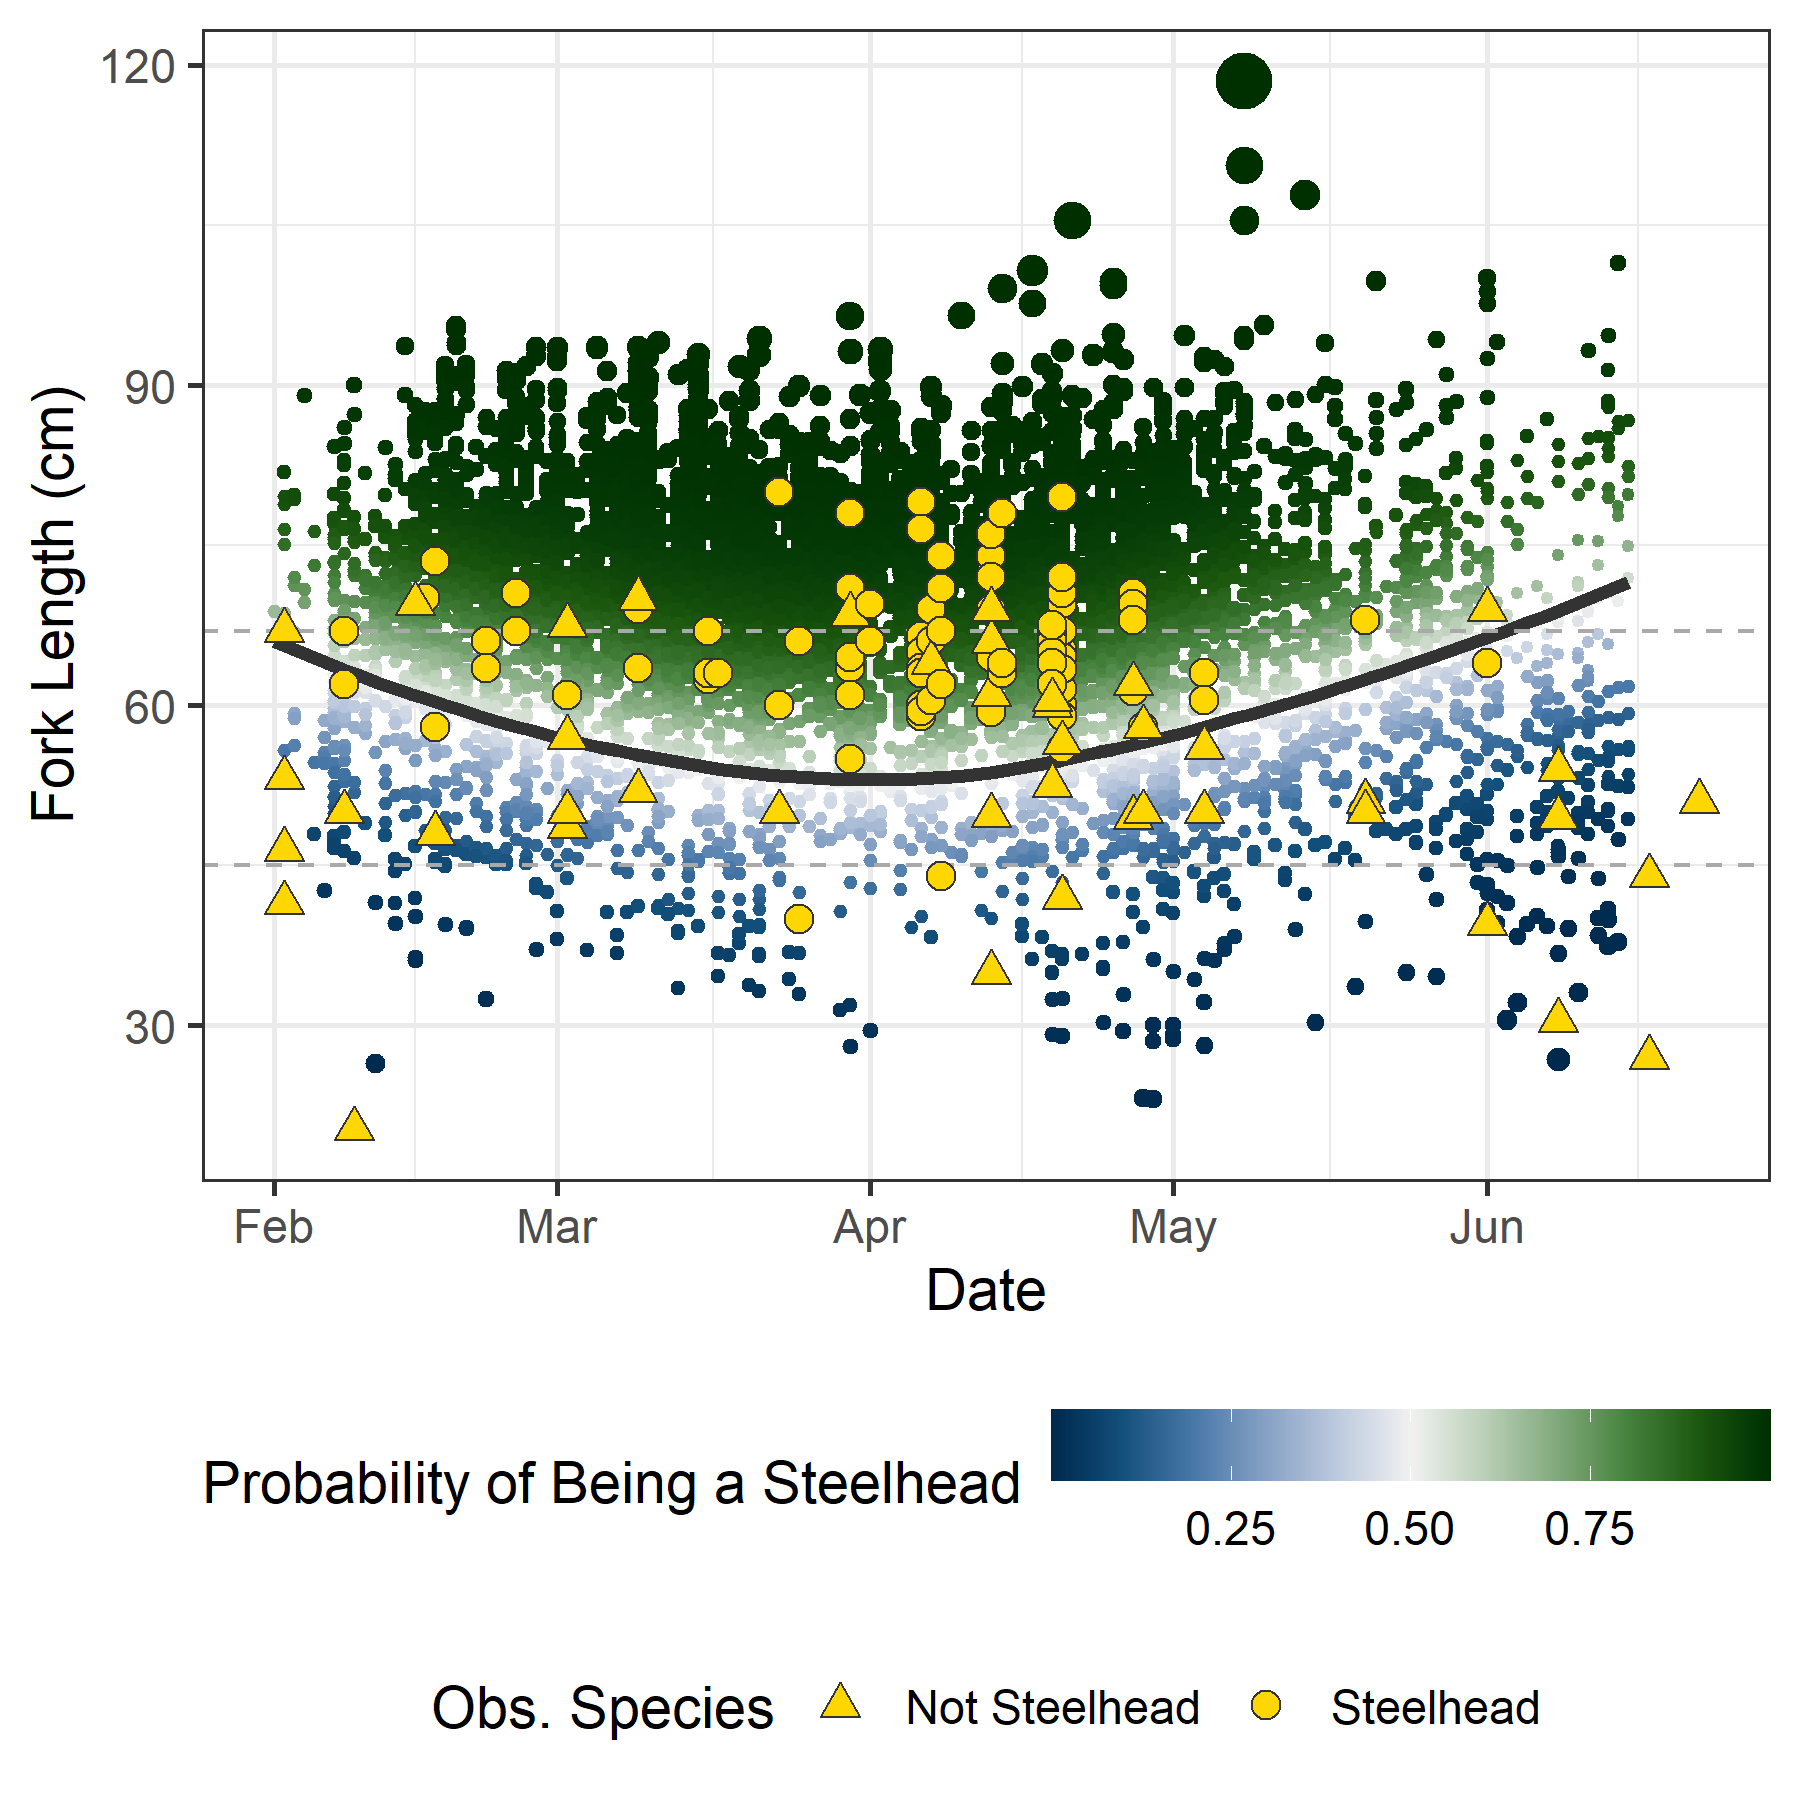 120
90
60
30
Fork Length (cm)
Feb Mar Apr May Jun
Date
Probability of Being a Steelhead
0.25 0.50 0.75
Obs. Species Not Steelhead Steelhead